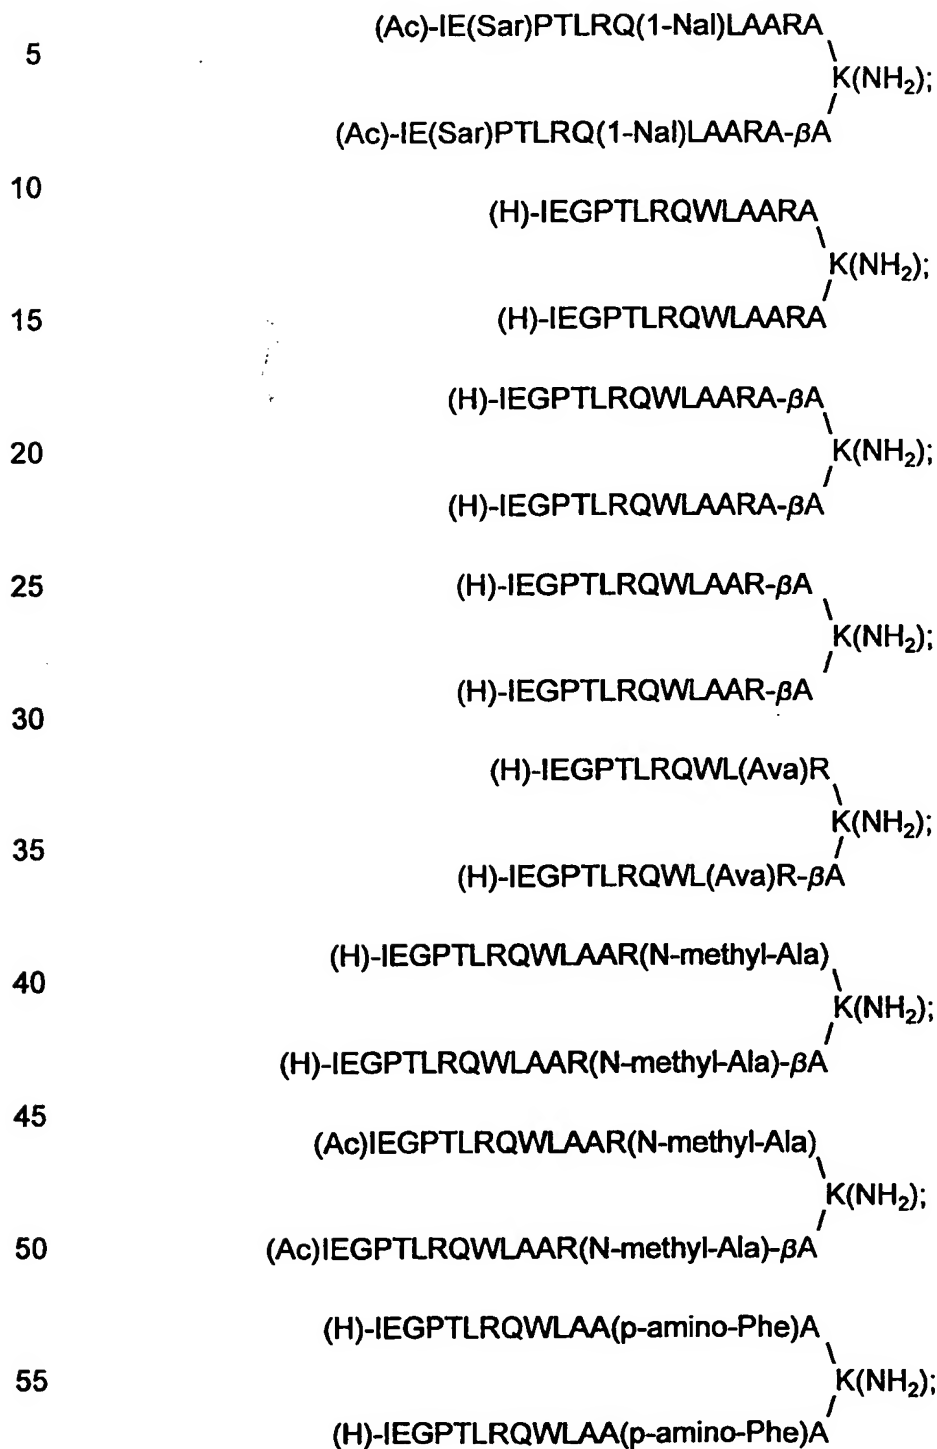 (Ac)-IE(Sar)PTLRQ(1-Nal)LAARA
5
\
K(NH₂);
/
(Ac)-IE(Sar)PTLRQ(1-Nal)LAARA-βA
10
(H)-IEGPTLRQWLAARA
\
K(NH₂);
/
15 (H)-IEGPTLRQWLAARA
(H)-IEGPTLRQWLAARA-βA
\
20 K(NH₂);
/
(H)-IEGPTLRQWLAARA-βA
25 (H)-IEGPTLRQWLAAR-βA
\
K(NH₂);
/
(H)-IEGPTLRQWLAAR-βA
30
(H)-IEGPTLRQWL(Ava)R
\
K(NH₂);
35 /
(H)-IEGPTLRQWL(Ava)R-βA
(H)-IEGPTLRQWLAAR(N-methyl-Ala)
40 \
K(NH₂);
/
(H)-IEGPTLRQWLAAR(N-methyl-Ala)-βA
45
(Ac)IEGPTLRQWLAAR(N-methyl-Ala)
\
K(NH₂);
/
50 (Ac)IEGPTLRQWLAAR(N-methyl-Ala)-βA
(H)-IEGPTLRQWLAA(p-amino-Phe)A
\
55 K(NH₂);
/
(H)-IEGPTLRQWLAA(p-amino-Phe)A